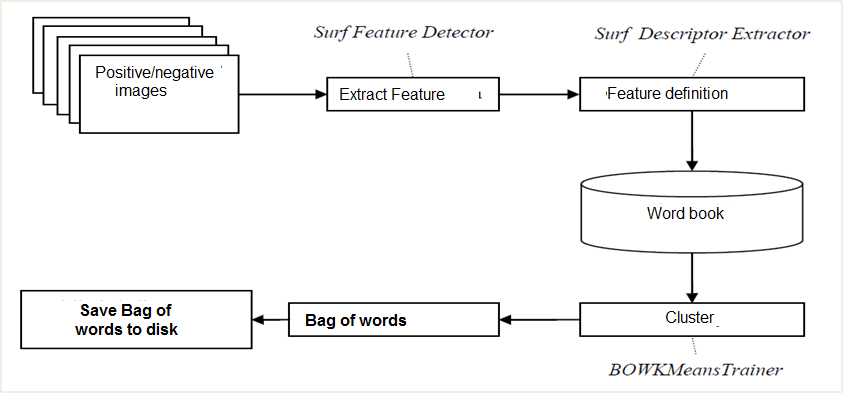 Surf Feature Detector
Surf Descriptor Extractor
Positive/negative
images
Extract Feature
Feature definition
Word book
Cluster
BOWKMeansTrainer
Bag of words
Save Bag of
words to disk